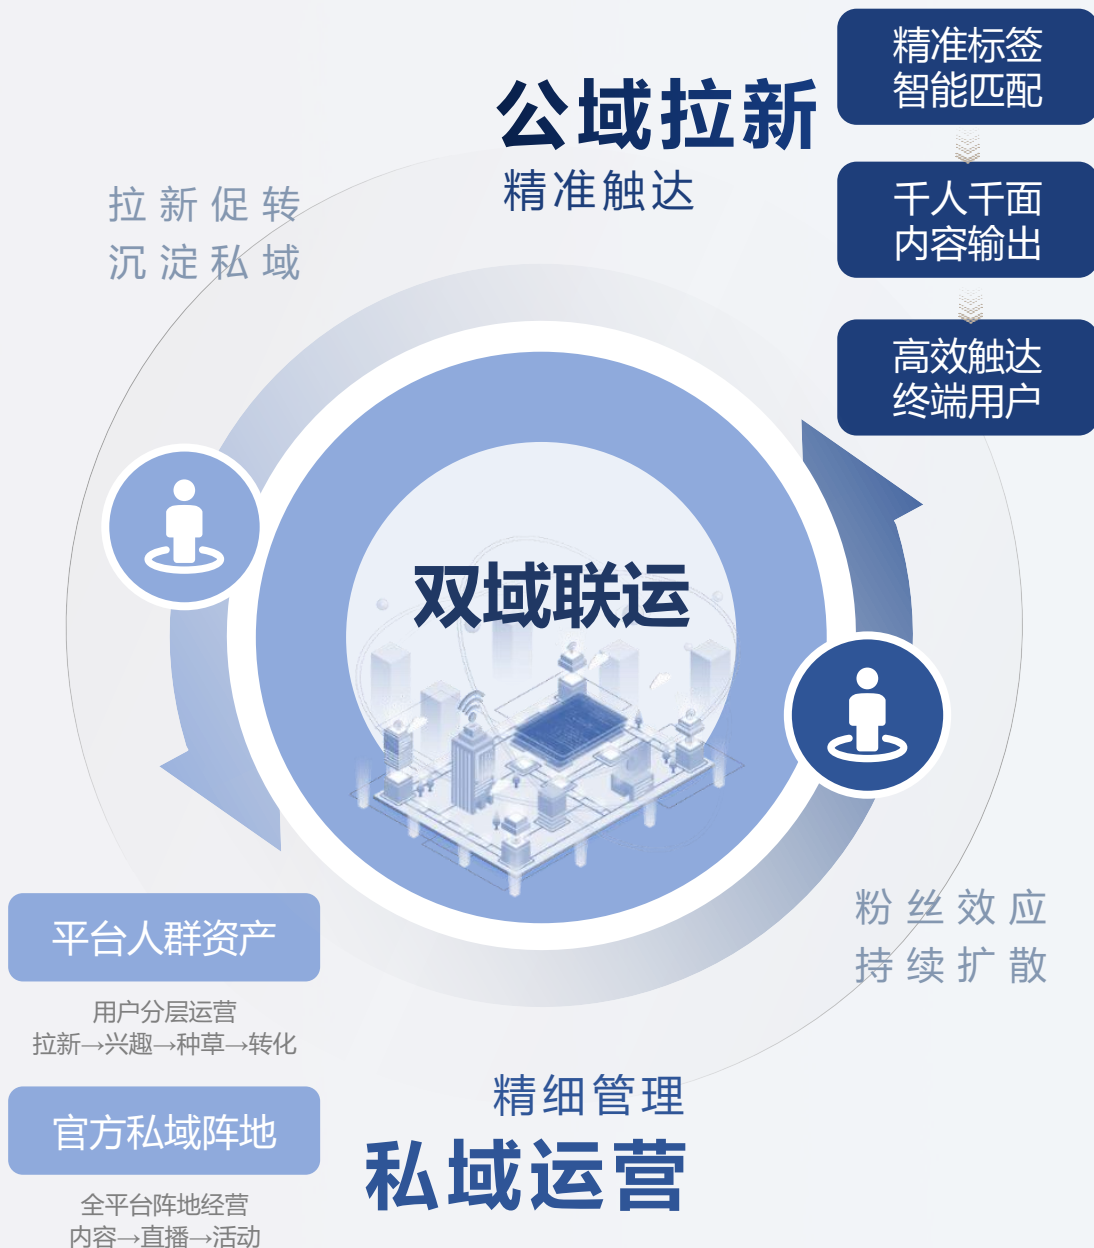 公域拉新
精准触达
精准标签
智能匹配
千人千面
内容输出
高效触达
终端用户
拉新促转
沉淀私域
双域联运
粉丝效应
持续扩散
平台人群资产
用户分层运营
拉新→兴趣→种草→转化
官方私域阵地
全平台阵地经营
内容→直播→活动
精细管理
私域运营